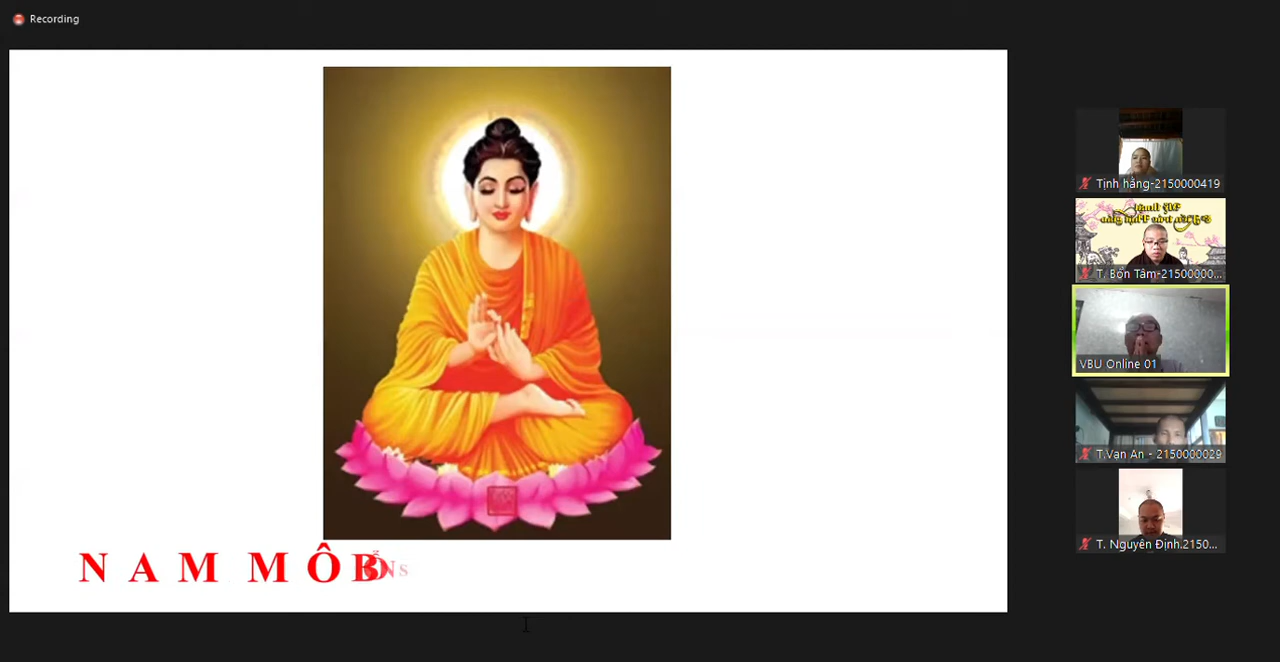 Recording
Tịnh hằng-2150000419
T. Bổn Tâm-21500000...
VBU Online 01
T.Vạn An - 2150000029
T. Nguyên Định.2150...
NAM MÔ B